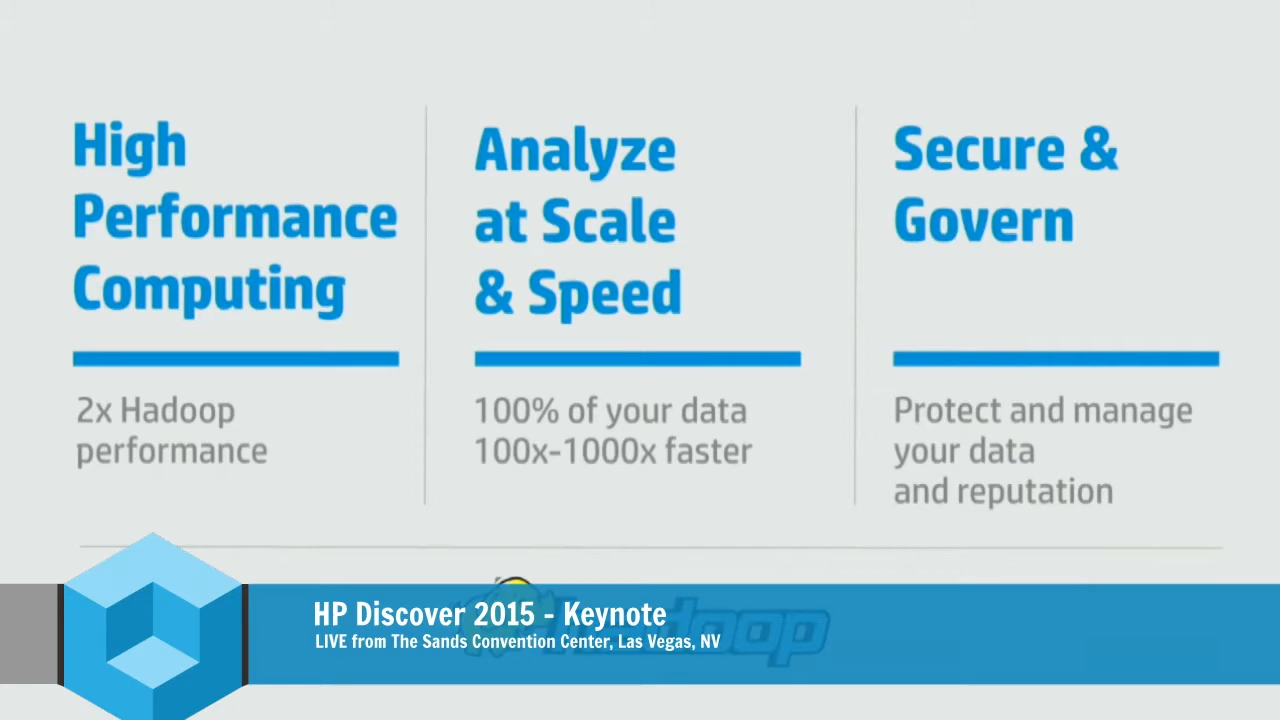 High
Performance
Computing
2x Hadoop
performance
Analyze
at Scale
& Speed
100% of your data
100x-1000x faster
Secure &
Govern
Protect and manage
your data
and reputation
HP Discover 2015 - Keynote
LIVE from The Sands Convention Center, Las Vegas, NV